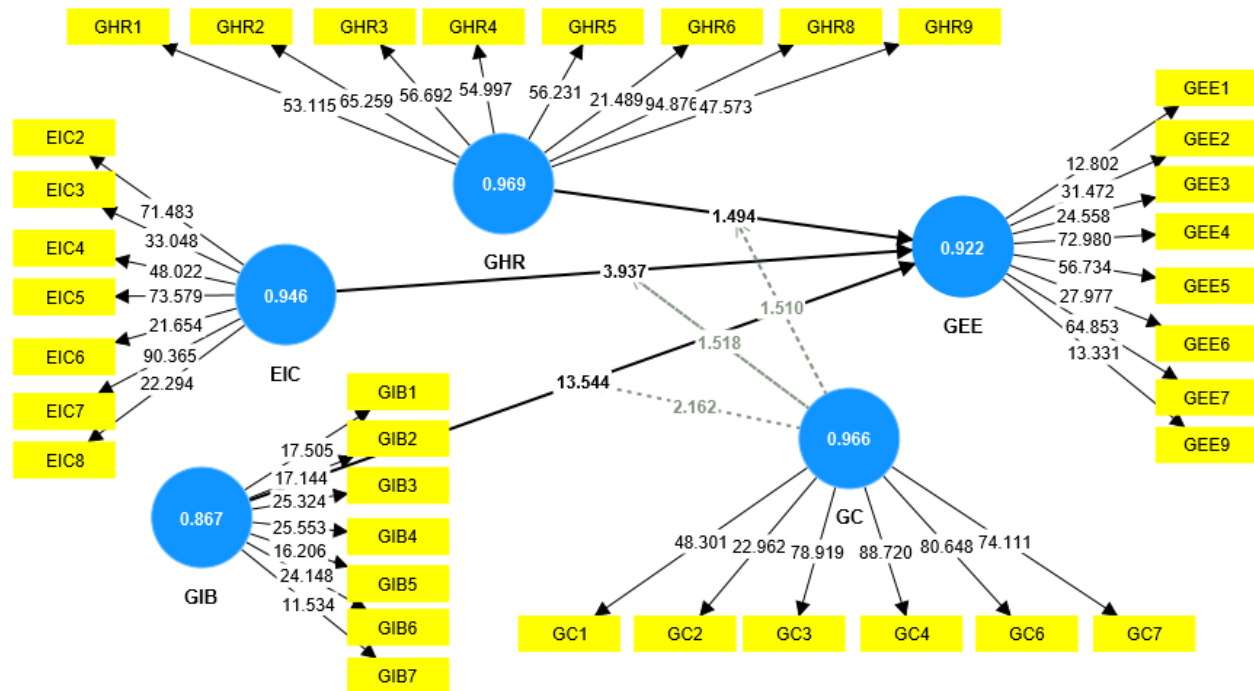 GHR1 GHR2 GHR3 GHR4 GHR5 GHR6 GHR8 GHR9
53.115 65.259 56.692 54.997 56.231 21.489 94.876 47.573
0.969
GHR
EIC2
EIC3
EIC4
EIC5
EIC6
EIC7
EIC8
71.483
33.048
48.022
73.579
21.654
90.365
22.294
0.946
EIC
1.494
3.937
13.544
1.510
1.518
2.162
0.922
GEE
12.802
31.472
24.558
72.980
56.734
27.977
64.853
13.331
GEE1
GEE2
GEE3
GEE4
GEE5
GEE6
GEE7
GEE9
0.867
GIB
17.505
17.144
25.324
25.553
16.206
24.148
11.534
GIB1
GIB2
GIB3
GIB4
GIB5
GIB6
GIB7
0.966
GC
48.301 22.962 78.919 88.720 80.648 74.111
GC1 GC2 GC3 GC4 GC6 GC7